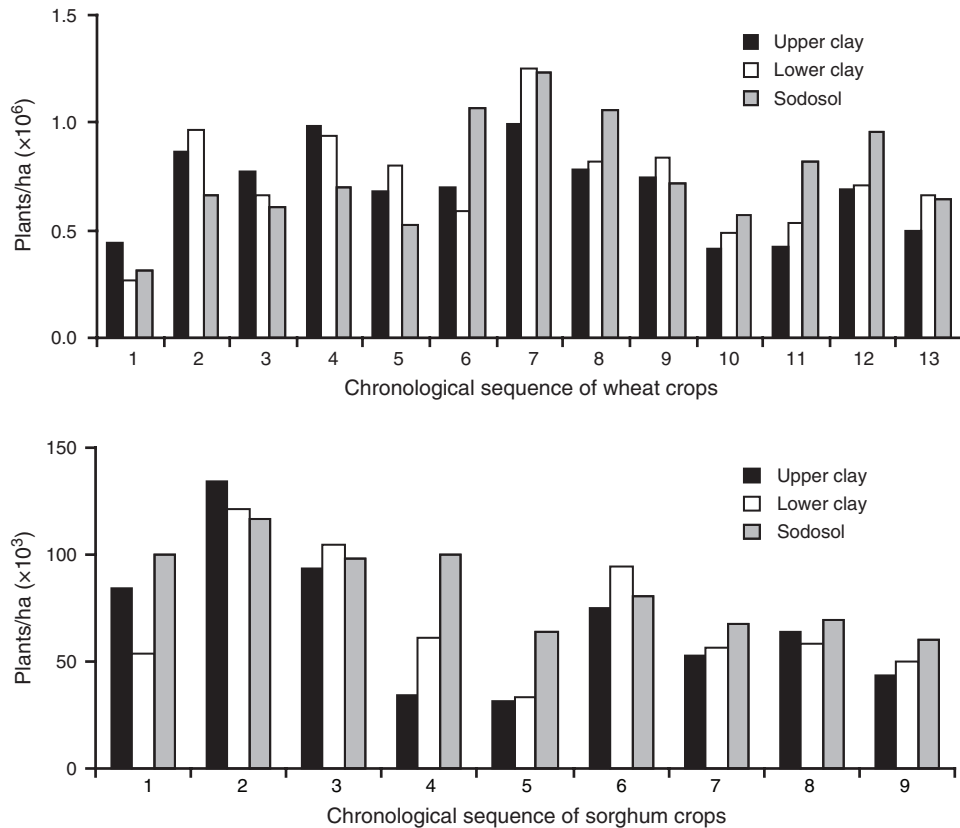 1.5
1.0
0.5
0.0
Plants/ha (×10⁶)
Upper clay
Lower clay
Sodosol
1 2 3 4 5 6 7 8 9 10 11 12 13
Chronological sequence of wheat crops
150
100
50
0
Plants/ha (×10³)
Upper clay
Lower clay
Sodosol
1 2 3 4 5 6 7 8 9
Chronological sequence of sorghum crops